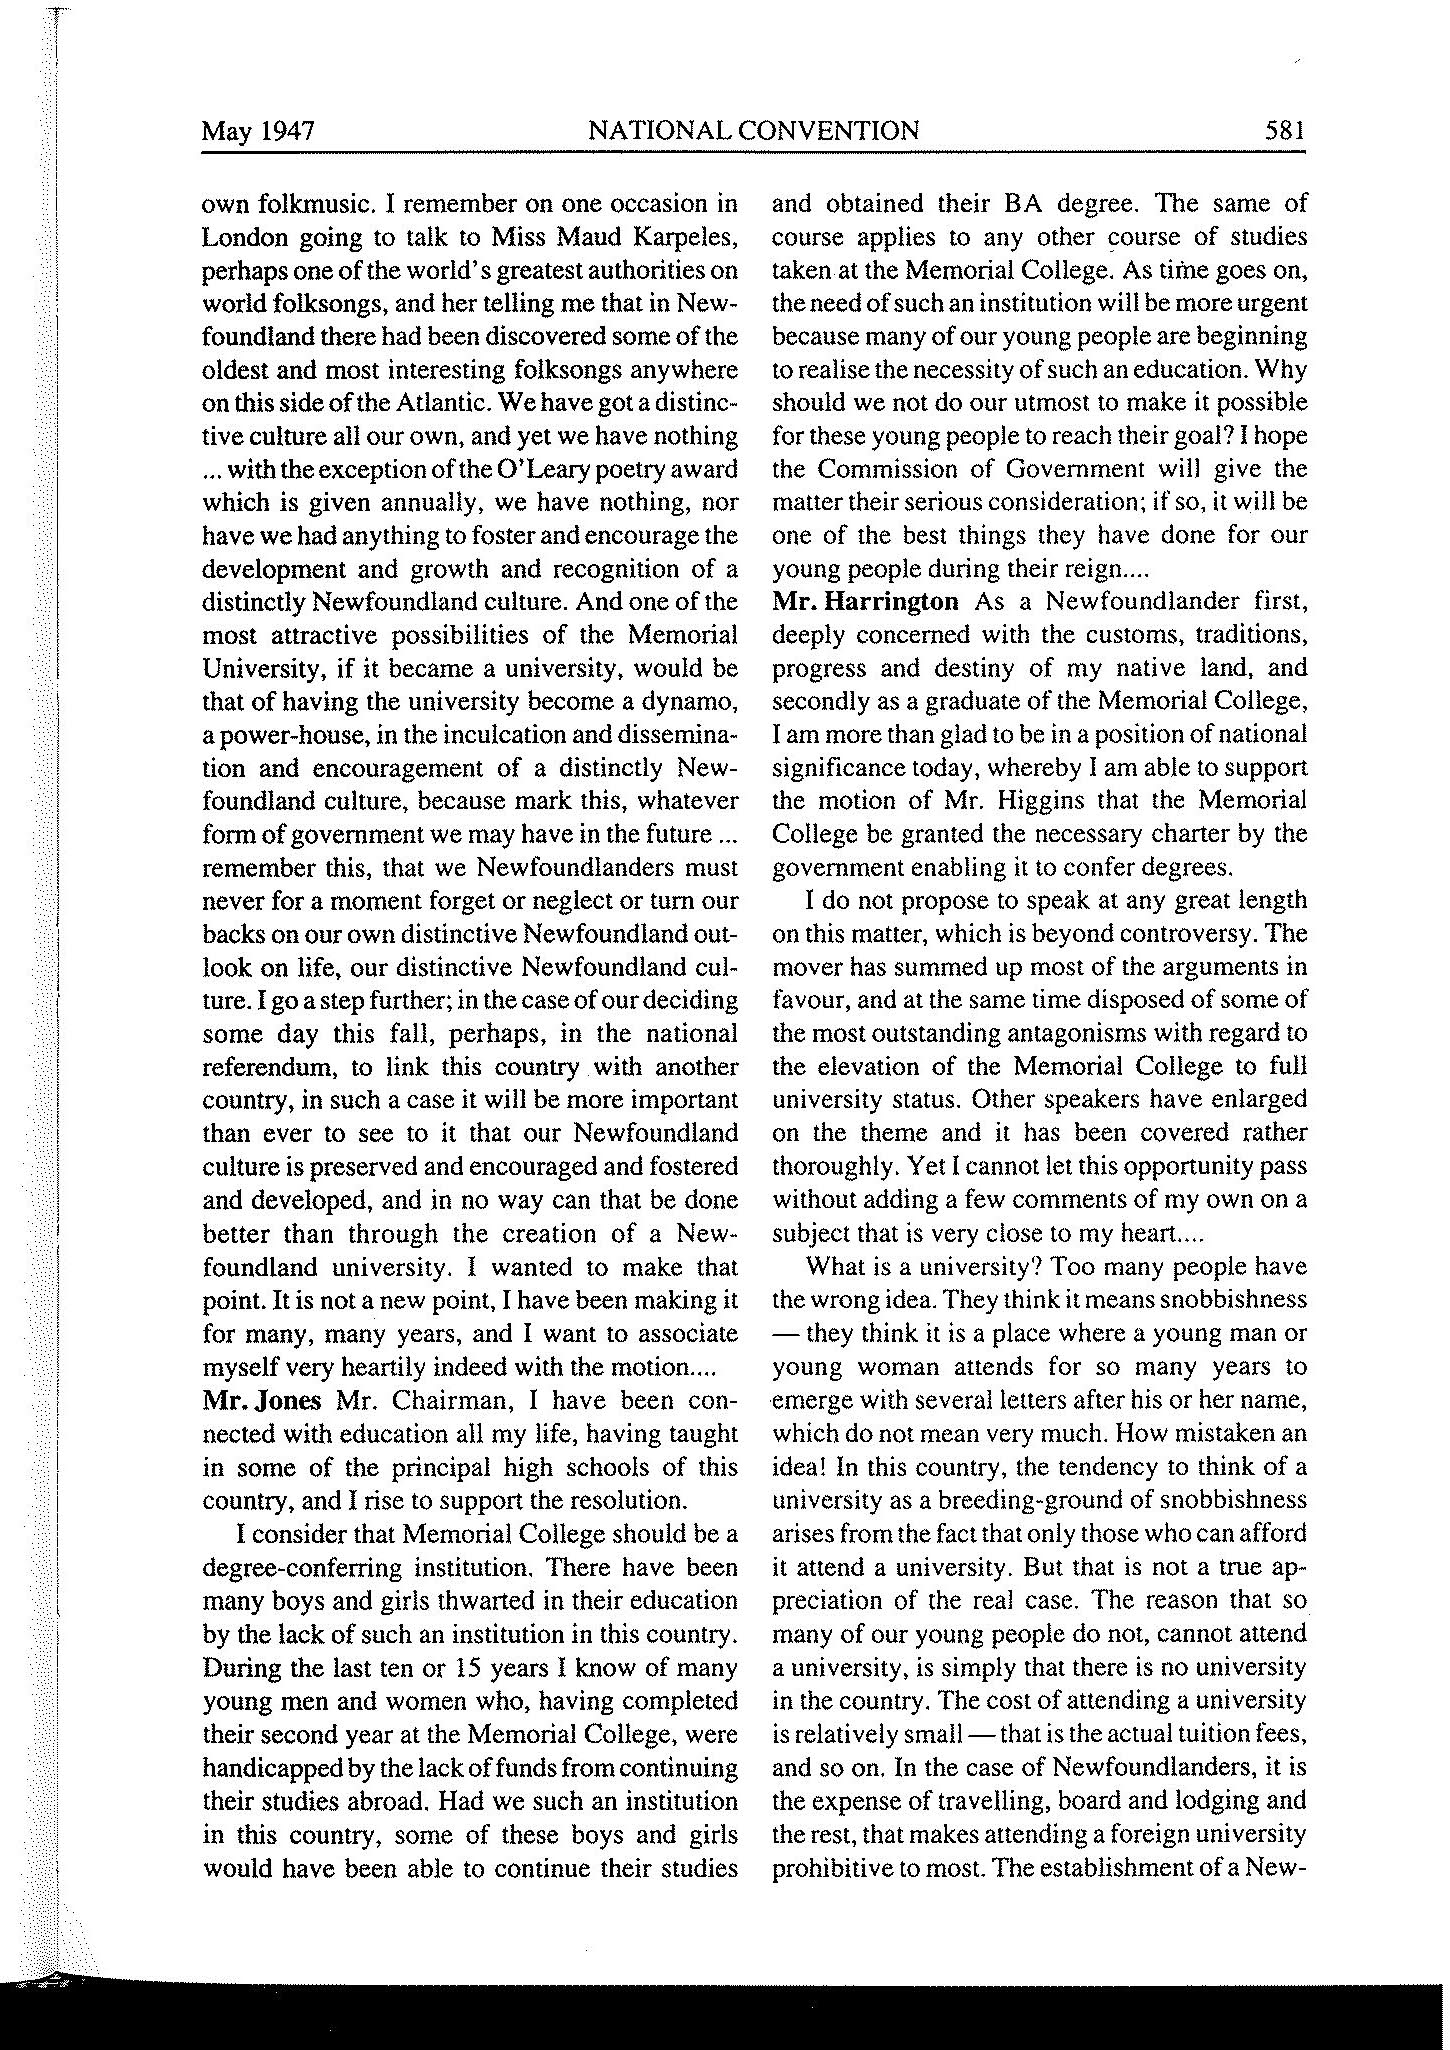 May 1947 NATIONAL CONVENTION 581
own folkmusic. I remember on one occasion in
London going to talk to Miss Maud Karpeles,
perhaps one of the world's greatest authorities on
world folksongs, and her telling me that in New-
foundland there had been discovered some of the
oldest and most interesting folksongs anywhere
on this side of the Atlantic. We have got a distinc-
tive culture all our own, and yet we have nothing
... with the exception of the O'Leary poetry award
which is given annually, we have nothing, nor
have we had anything to foster and encourage the
development and growth and recognition of a
distinctly Newfoundland culture. And one of the
most attractive possibilities of the Memorial
University, if it became a university, would be
that of having the university become a dynamo,
a power-house, in the inculcation and dissemina-
tion and encouragement of a distinctly New-
foundland culture, because mark this, whatever
form of government we may have in the future ...
remember this, that we Newfoundlanders must
never for a moment forget or neglect or turn our
backs on our own distinctive Newfoundland out-
look on life, our distinctive Newfoundland cul-
ture. I go a step further; in the case of our deciding
some day this fall, perhaps, in the national
referendum, to link this country with another
country, in such a case it will be more important
than ever to see to it that our Newfoundland
culture is preserved and encouraged and fostered
and developed, and in no way can that be done
better than through the creation of a New-
foundland university. I wanted to make that
point. It is not a new point, I have been making it
for many, many years, and I want to associate
myself very heartily indeed with the motion....
Mr. Jones Mr. Chairman, I have been con-
nected with education all my life, having taught
in some of the principal high schools of this
country, and I rise to support the resolution.
I consider that Memorial College should be a
degree-conferring institution. There have been
many boys and girls thwarted in their education
by the lack of such an institution in this country.
During the last ten or 15 years I know of many
young men and women who, having completed
their second year at the Memorial College, were
handicapped by the lack of funds from continuing
their studies abroad. Had we such an institution
in this country, some of these boys and girls
would have been able to continue their studies
and obtained their BA degree. The same of
course applies to any other course of studies
taken at the Memorial College. As time goes on,
the need of such an institution will be more urgent
because many of our young people are beginning
to realise the necessity of such an education. Why
should we not do our utmost to make it possible
for these young people to reach their goal? I hope
the Commission of Government will give the
matter their serious consideration; if so, it will be
one of the best things they have done for our
young people during their reign....
Mr. Harrington As a Newfoundlander first,
deeply concerned with the customs, traditions,
progress and destiny of my native land, and
secondly as a graduate of the Memorial College,
I am more than glad to be in a position of national
significance today, whereby I am able to support
the motion of Mr. Higgins that the Memorial
College be granted the necessary charter by the
government enabling it to confer degrees.
I do not propose to speak at any great length
on this matter, which is beyond controversy. The
mover has summed up most of the arguments in
favour, and at the same time disposed of some of
the most outstanding antagonisms with regard to
the elevation of the Memorial College to full
university status. Other speakers have enlarged
on the theme and it has been covered rather
thoroughly. Yet I cannot let this opportunity pass
without adding a few comments of my own on a
subject that is very close to my heart....
What is a university? Too many people have
the wrong idea. They think it means snobbishness
— they think it is a place where a young man or
young woman attends for so many years to
emerge with several letters after his or her name,
which do not mean very much. How mistaken an
idea! In this country, the tendency to think of a
university as a breeding-ground of snobbishness
arises from the fact that only those who can afford
it attend a university. But that is not a true ap-
preciation of the real case. The reason that so
many of our young people do not, cannot attend
a university, is simply that there is no university
in the country. The cost of attending a university
is relatively small — that is the actual tuition fees,
and so on. In the case of Newfoundlanders, it is
the expense of travelling, board and lodging and
the rest, that makes attending a foreign university
prohibitive to most. The establishment of a New-